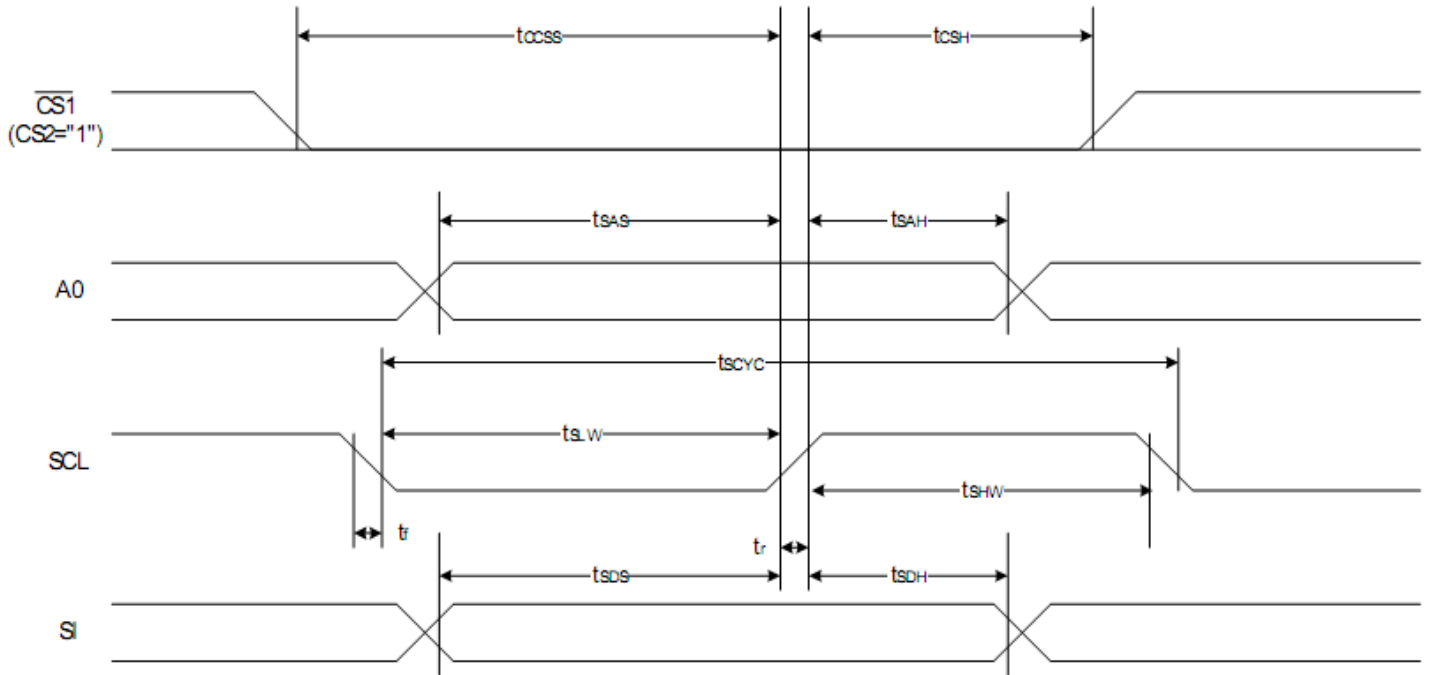 tCCSS
tCSH
CS1
(CS2="1")
tSAS
tSAH
A0
tSCYC
tSLW
SCL
tSHW
tf
tr
tSDS
tSDH
SI